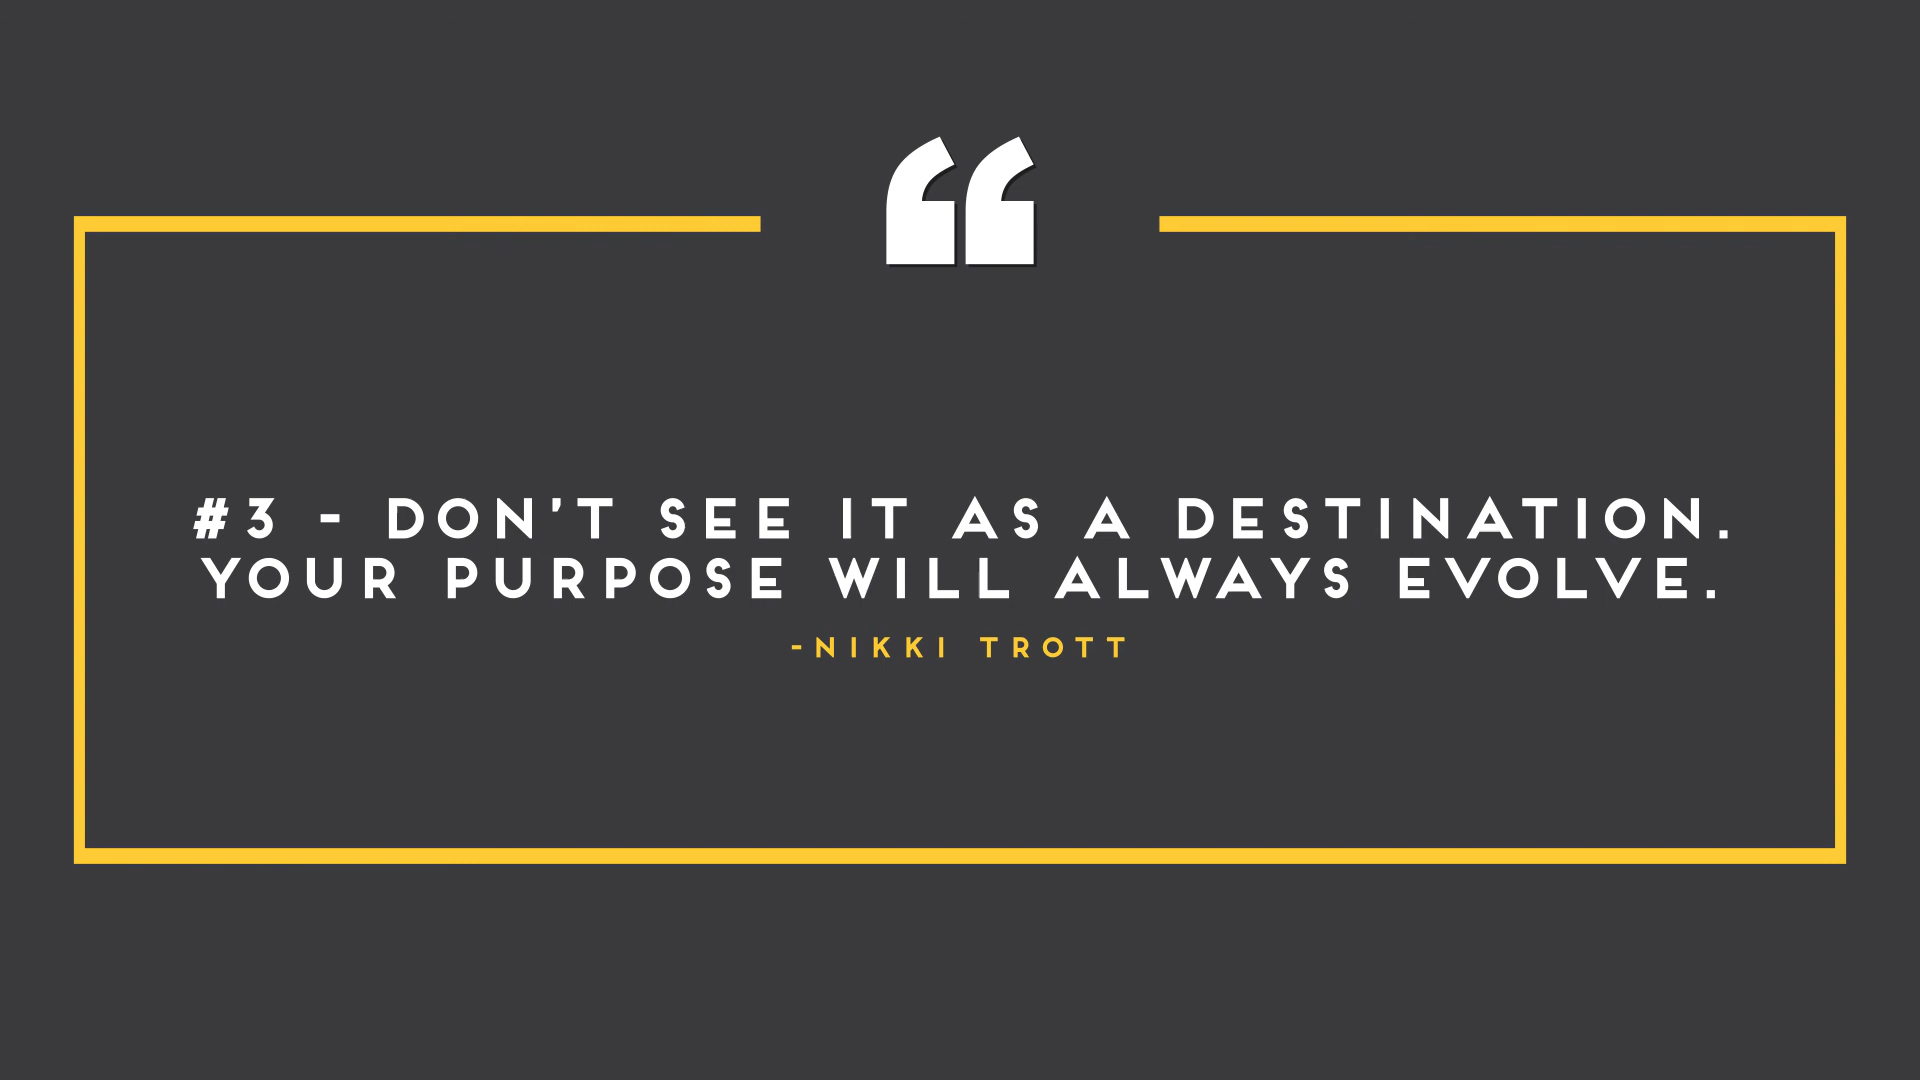 “
#3 - DON'T SEE IT AS A DESTINATION.
YOUR PURPOSE WILL ALWAYS EVOLVE.
-NIKKI TROTT